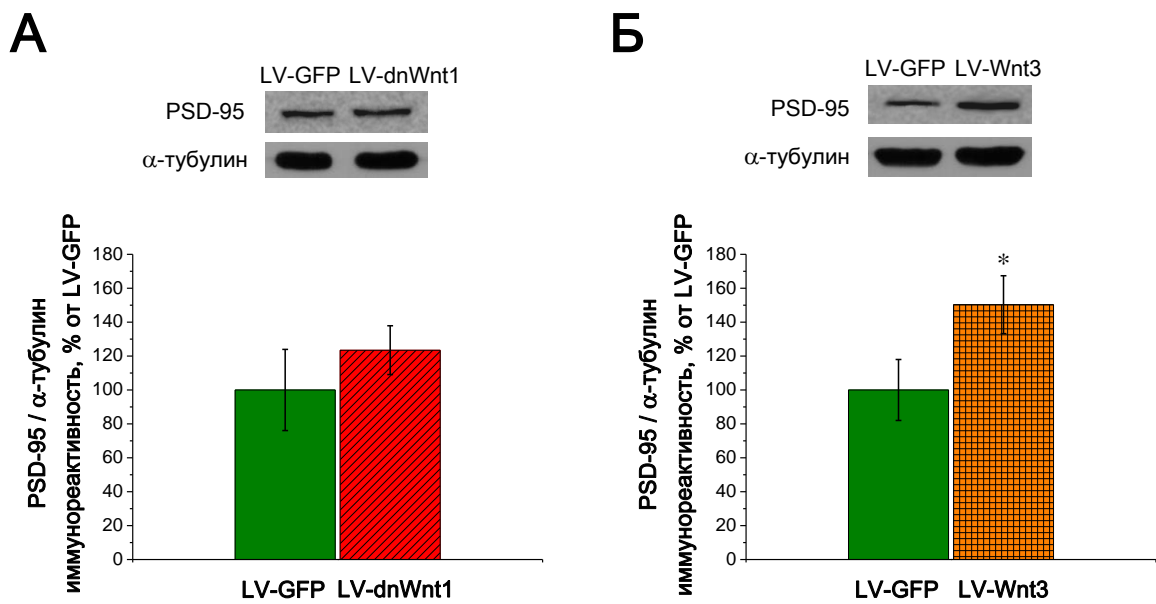 А
LV-GFP LV-dnWnt1
PSD-95
α-тубулин
PSD-95 / α-тубулин
иммунореактивность, % от LV-GFP
180
160
140
120
100
80
60
40
20
0
LV-GFP LV-dnWnt1
Б
LV-GFP LV-Wnt3
PSD-95
α-тубулин
PSD-95 / α-тубулин
иммунореактивность, % от LV-GFP
180
160
140
120
100
80
60
40
20
0
*
LV-GFP LV-Wnt3